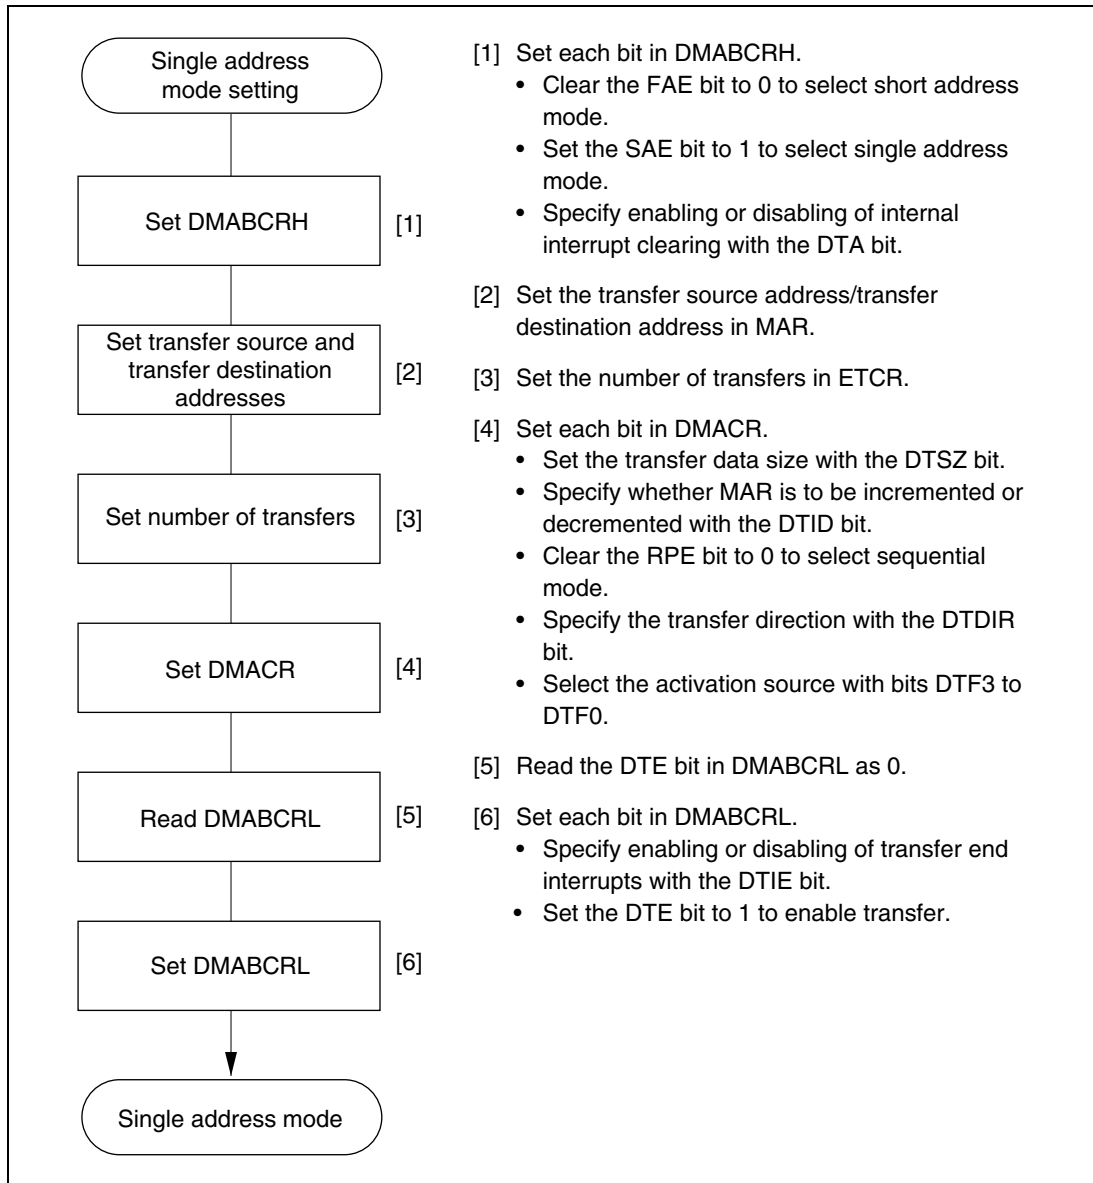 Single address
mode setting
Set DMABCRH
[1]
Set transfer source and
transfer destination
addresses
[2]
Set number of transfers
[3]
Set DMACR
[4]
Read DMABCRL
[5]
Set DMABCRL
[6]
Single address mode
[1] Set each bit in DMABCRH.
• Clear the FAE bit to 0 to select short address
mode.
• Set the SAE bit to 1 to select single address
mode.
• Specify enabling or disabling of internal
interrupt clearing with the DTA bit.
[2] Set the transfer source address/transfer
destination address in MAR.
[3] Set the number of transfers in ETCR.
[4] Set each bit in DMACR.
• Set the transfer data size with the DTSZ bit.
• Specify whether MAR is to be incremented or
decremented with the DTID bit.
• Clear the RPE bit to 0 to select sequential
mode.
• Specify the transfer direction with the DTDIR
bit.
• Select the activation source with bits DTF3 to
DTF0.
[5] Read the DTE bit in DMABCRL as 0.
[6] Set each bit in DMABCRL.
• Specify enabling or disabling of transfer end
interrupts with the DTIE bit.
• Set the DTE bit to 1 to enable transfer.